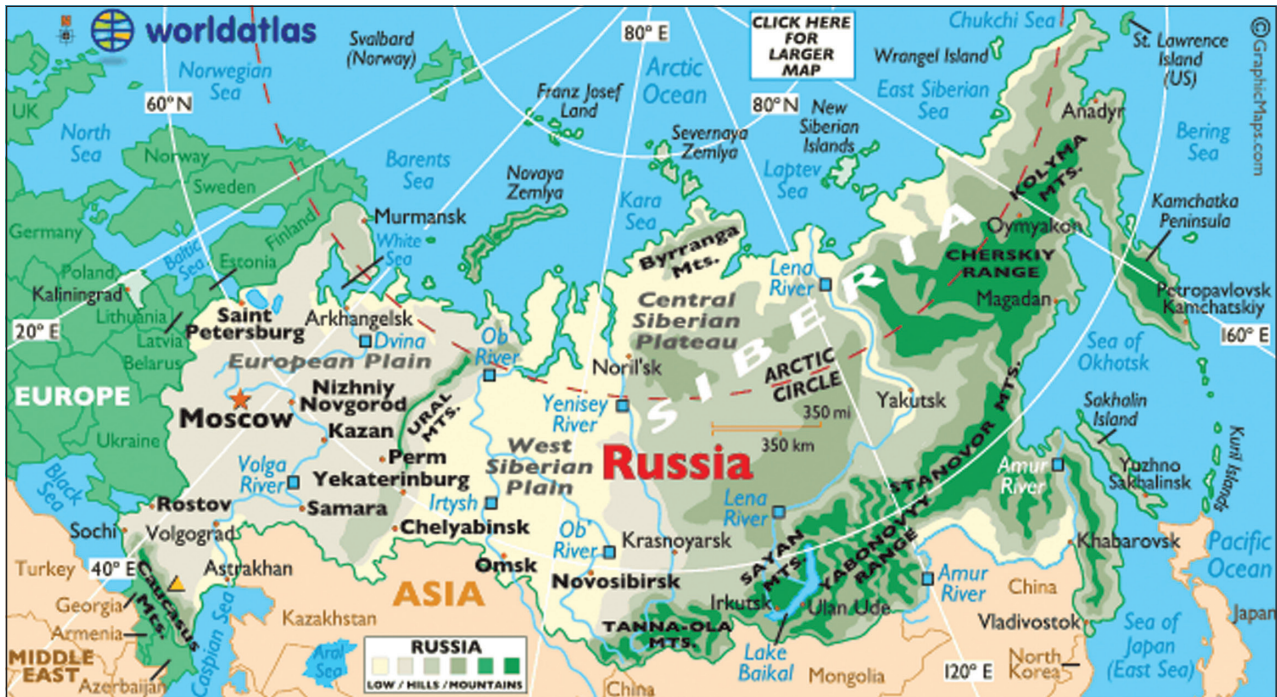 worldatlas
CLICK HERE
FOR
LARGER
MAP
© GraphicMaps.com
Chukchi Sea
St. Lawrence
Island
(US)
80° E
Svalbard
(Norway)
Norwegian
Sea
Arctic
Ocean
Wrangel Island
East Siberian
Sea
Franz Josef
Land
80° N
New
Siberian
Islands
60° N
UK
North
Sea
Severnaya
Zemlya
Anadyr
Bering
Sea
Norway
Sweden
Finland
Barents
Sea
Novaya
Zemlya
Kara
Sea
Laptev
Sea
KOLYMA
MTS.
Kamchatka
Peninsula
Germany
Baltic
Sea
Murmansk
White
Sea
Byrranga
Mts.
Oymyakon
CHERSKIY
RANGE
Lena
River
Poland
Kaliningrad
Lithuania
Estonia
Latvia
Belarus
20° E
Saint
Petersburg
Arkhangelsk
Dvina
European Plain
Ob
River
Central
Siberian
Plateau
SIBERIA
Magadan
Petropavlovsk
Kamchatskiy
160° E
Sea of
Okhotsk
EUROPE
Moscow
Nizhniy
Novgorod
Kazan
URAL
MTS.
Noril'sk
ARCTIC
CIRCLE
Yakutsk
Yenisey
River
350 mi
350 km
Sakhalin
Island
Ukraine
Perm
Yekaterinburg
West
Siberian
Plain
Russia
STANOVOR MTS.
Amur
River
Yuzhno
Sakhalinsk
Kuril Islands
Black
Sea
Volga
River
Rostov
Samara
Irtysh
Chelyabinsk
Lena
River
Sochi
Volgograd
Ob'
River
Krasnoyarsk
SAYAN
MTS.
YABONOVYY
RANGE
Khabarovsk
Pacific
Ocean
Turkey
40° E
Astrakhan
Omsk
Novosibirsk
Amur
River
China
Georgia
Caucasus
Mts.
ASIA
Irkutsk
Ulan Ude
Vladivostok
Japan
Armenia
Caspian Sea
Kazakhstan
TANNA-OLA
MTS.
Lake
Baikal
Sea of
Japan
(East Sea)
MIDDLE
EAST
Azerbaijan
Aral
Sea
RUSSIA
LOW / HILLS / MOUNTAINS
China
Mongolia
120° E
North
Korea